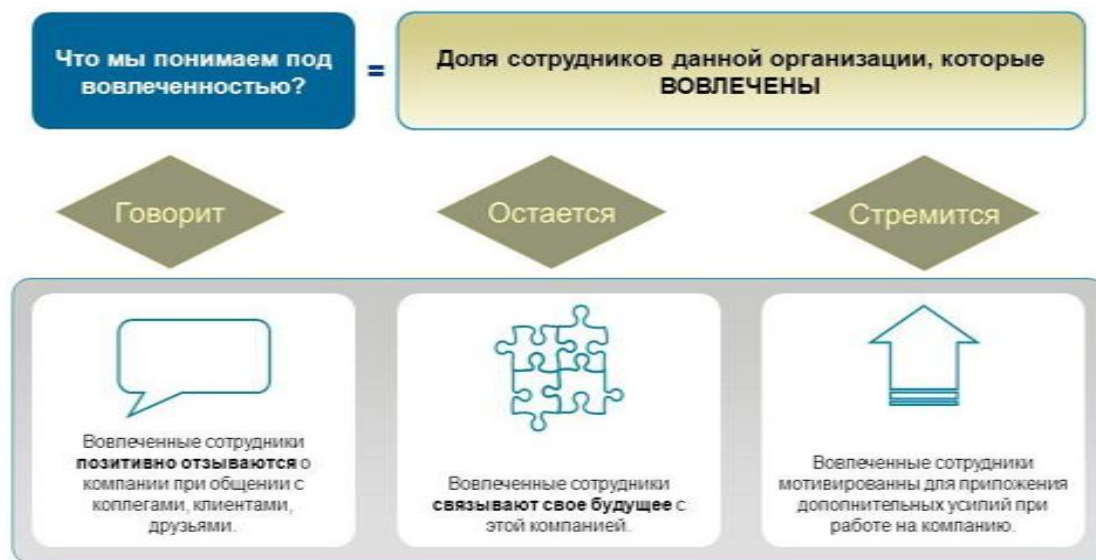 Что мы понимаем под
вовлеченностью?
=
Доля сотрудников данной организации, которые
ВОВЛЕЧЕНЫ
Говорит
Остается
Стремится
Вовлеченные сотрудники
позитивно отзываются о
компании при общении с
коллегами, клиентами,
друзьями.
Вовлеченные сотрудники
связывают свое будущее с
этой компанией.
Вовлеченные сотрудники
мотивированны для приложения
дополнительных усилий при
работе на компанию.